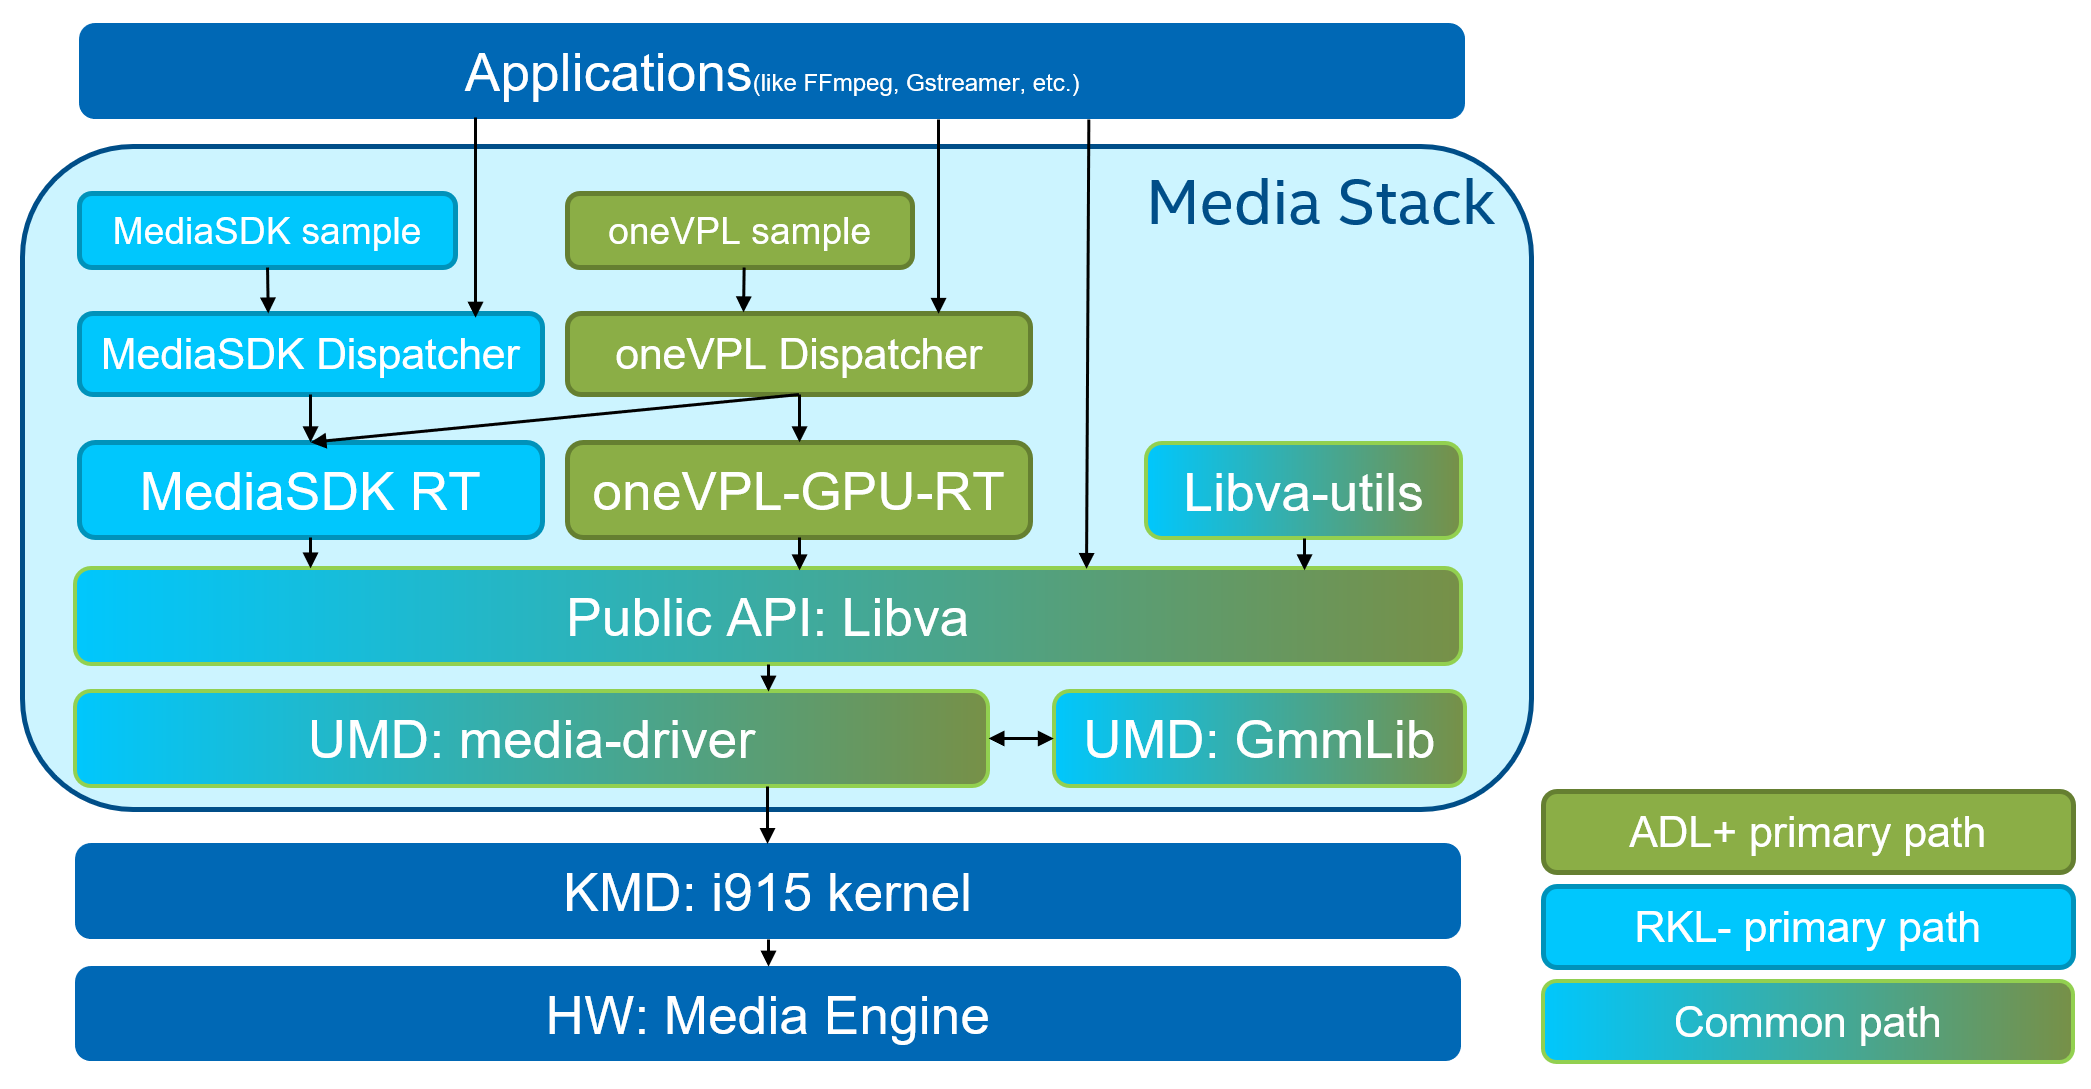 Applications(like FFmpeg, Gstreamer, etc.)
Media Stack
MediaSDK sample
oneVPL sample
MediaSDK Dispatcher
oneVPL Dispatcher
MediaSDK RT
oneVPL-GPU-RT
Libva-utils
Public API: Libva
UMD: media-driver
UMD: GmmLib
KMD: i915 kernel
HW: Media Engine
ADL+ primary path
RKL- primary path
Common path